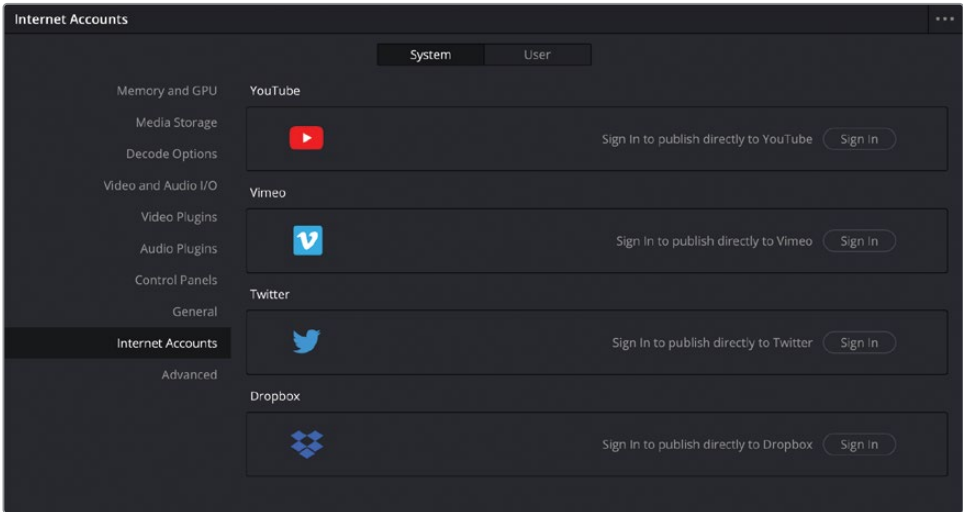 Internet Accounts
System User
Memory and GPU
Media Storage
Decode Options
Video and Audio I/O
Video Plugins
Audio Plugins
Control Panels
General
Internet Accounts
Advanced
YouTube
Sign In to publish directly to YouTube Sign In
Vimeo
Sign In to publish directly to Vimeo Sign In
Twitter
Sign In to publish directly to Twitter Sign In
Dropbox
Sign In to publish directly to Dropbox Sign In